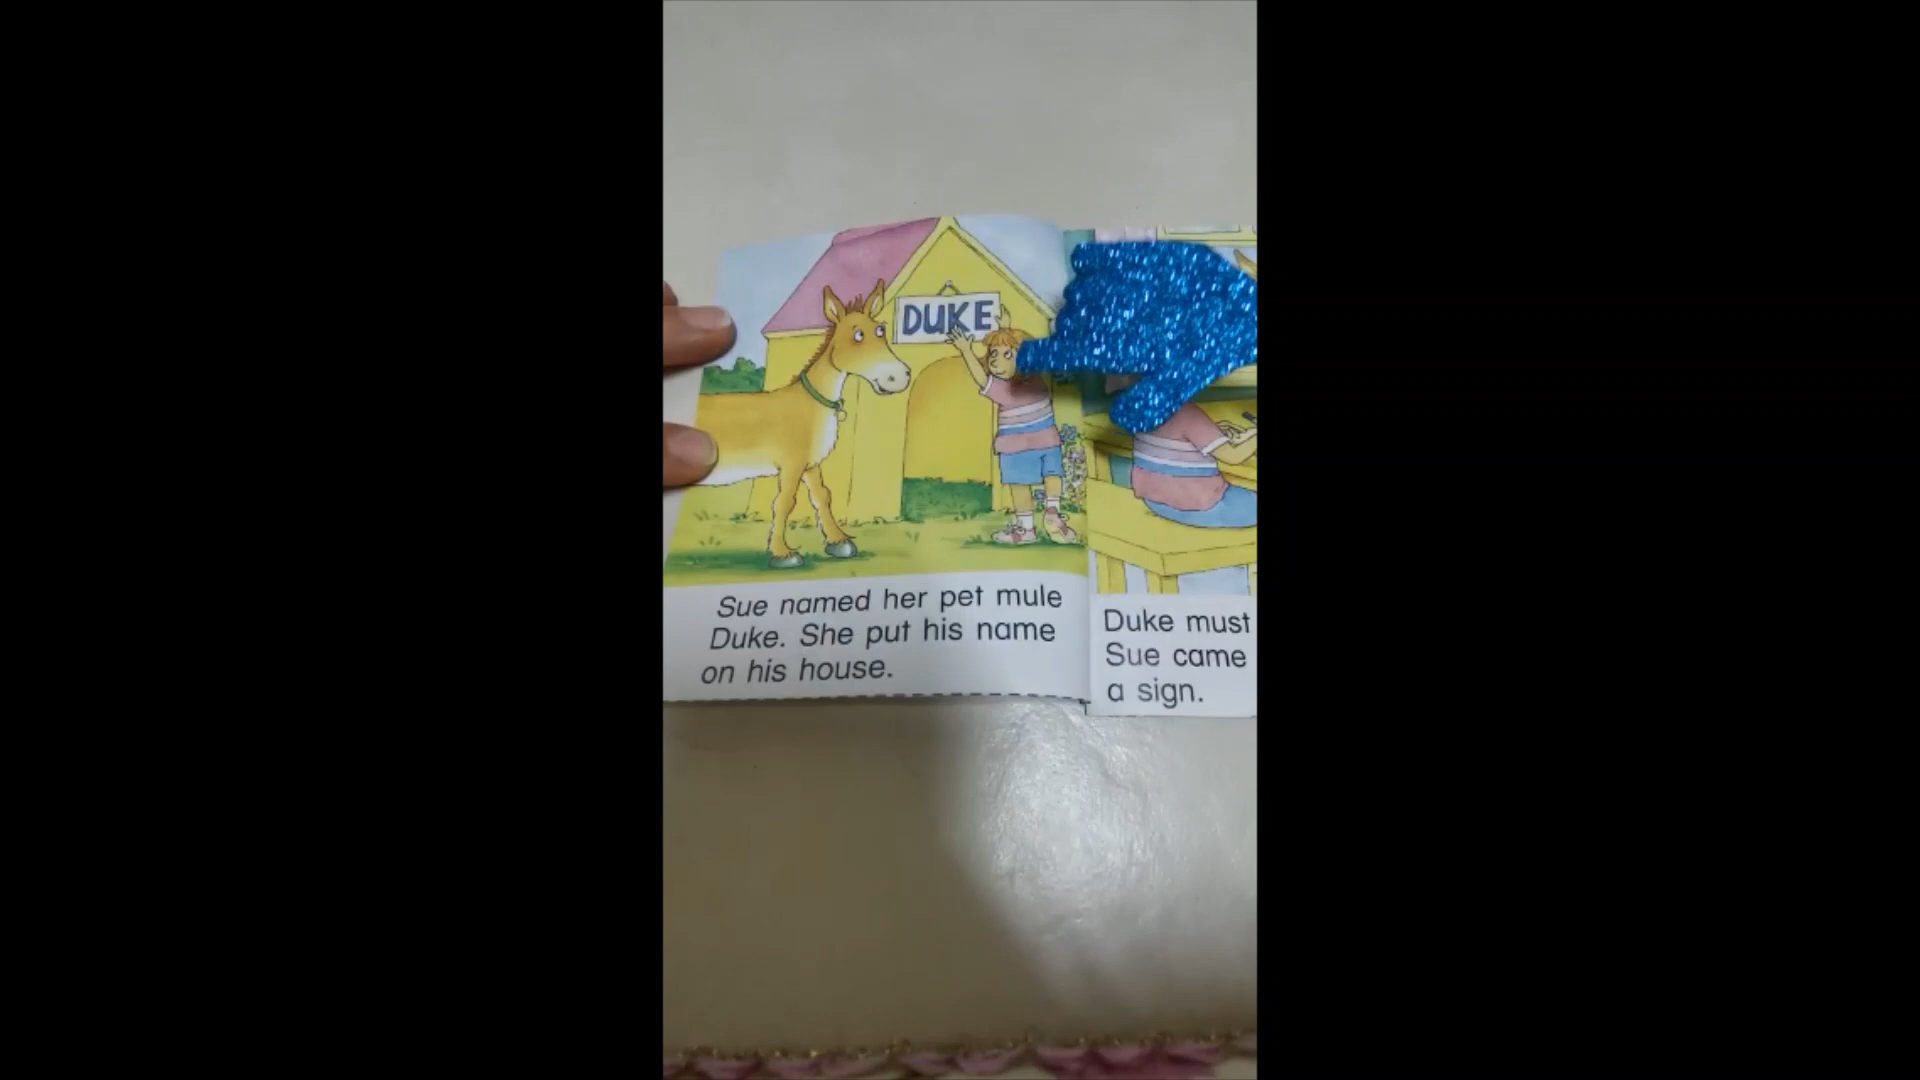 DUKE
Sue named her pet mule
Duke. She put his name
on his house.
Duke must
Sue came
a sign.